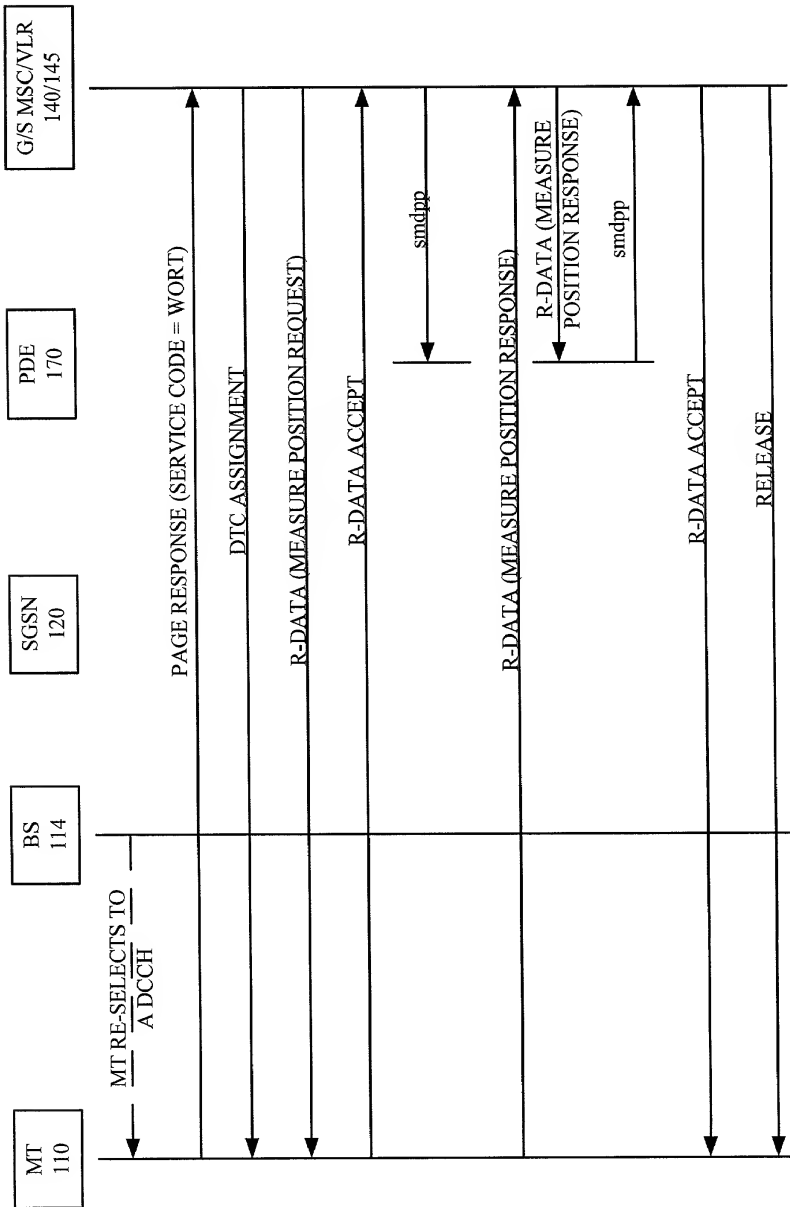 MT
110
BS
114
SGSN
120
PDE
170
G/S MSC/VLR
140/145
MT RE-SELECTS TO
A DCCH
PAGE RESPONSE (SERVICE CODE = WORT)
DTC ASSIGNMENT
R-DATA (MEASURE POSITION REQUEST)
R-DATA ACCEPT
smdpp
R-DATA (MEASURE POSITION RESPONSE)
R-DATA (MEASURE
POSITION RESPONSE)
smdpp
R-DATA ACCEPT
RELEASE